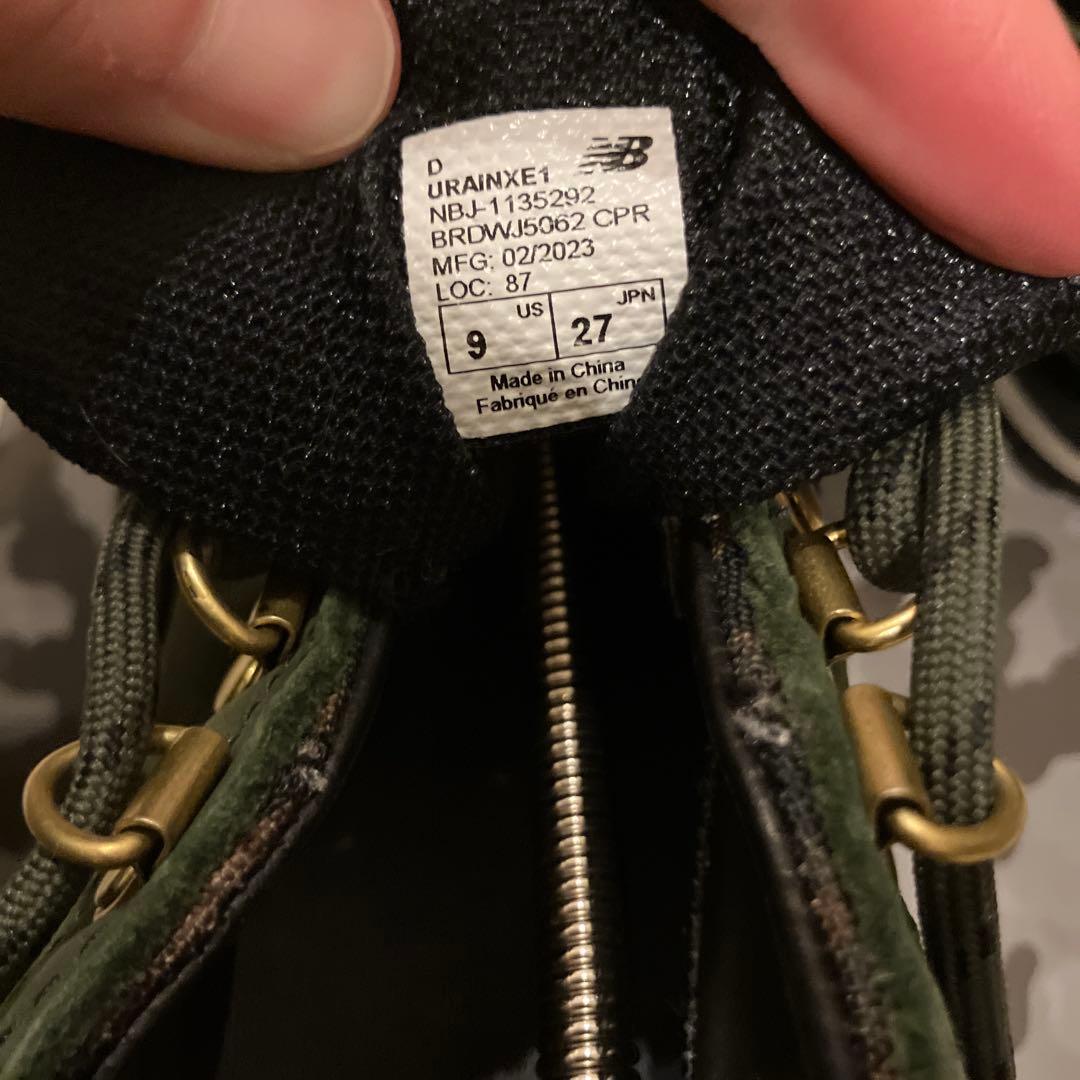 D
NB
URAINXE1
NBJ-1135292
BRDWJ5062 CPR
MFG: 02/2023
LOC: 87
US JPN
9 27
Made in China
Fabriqué en Chin